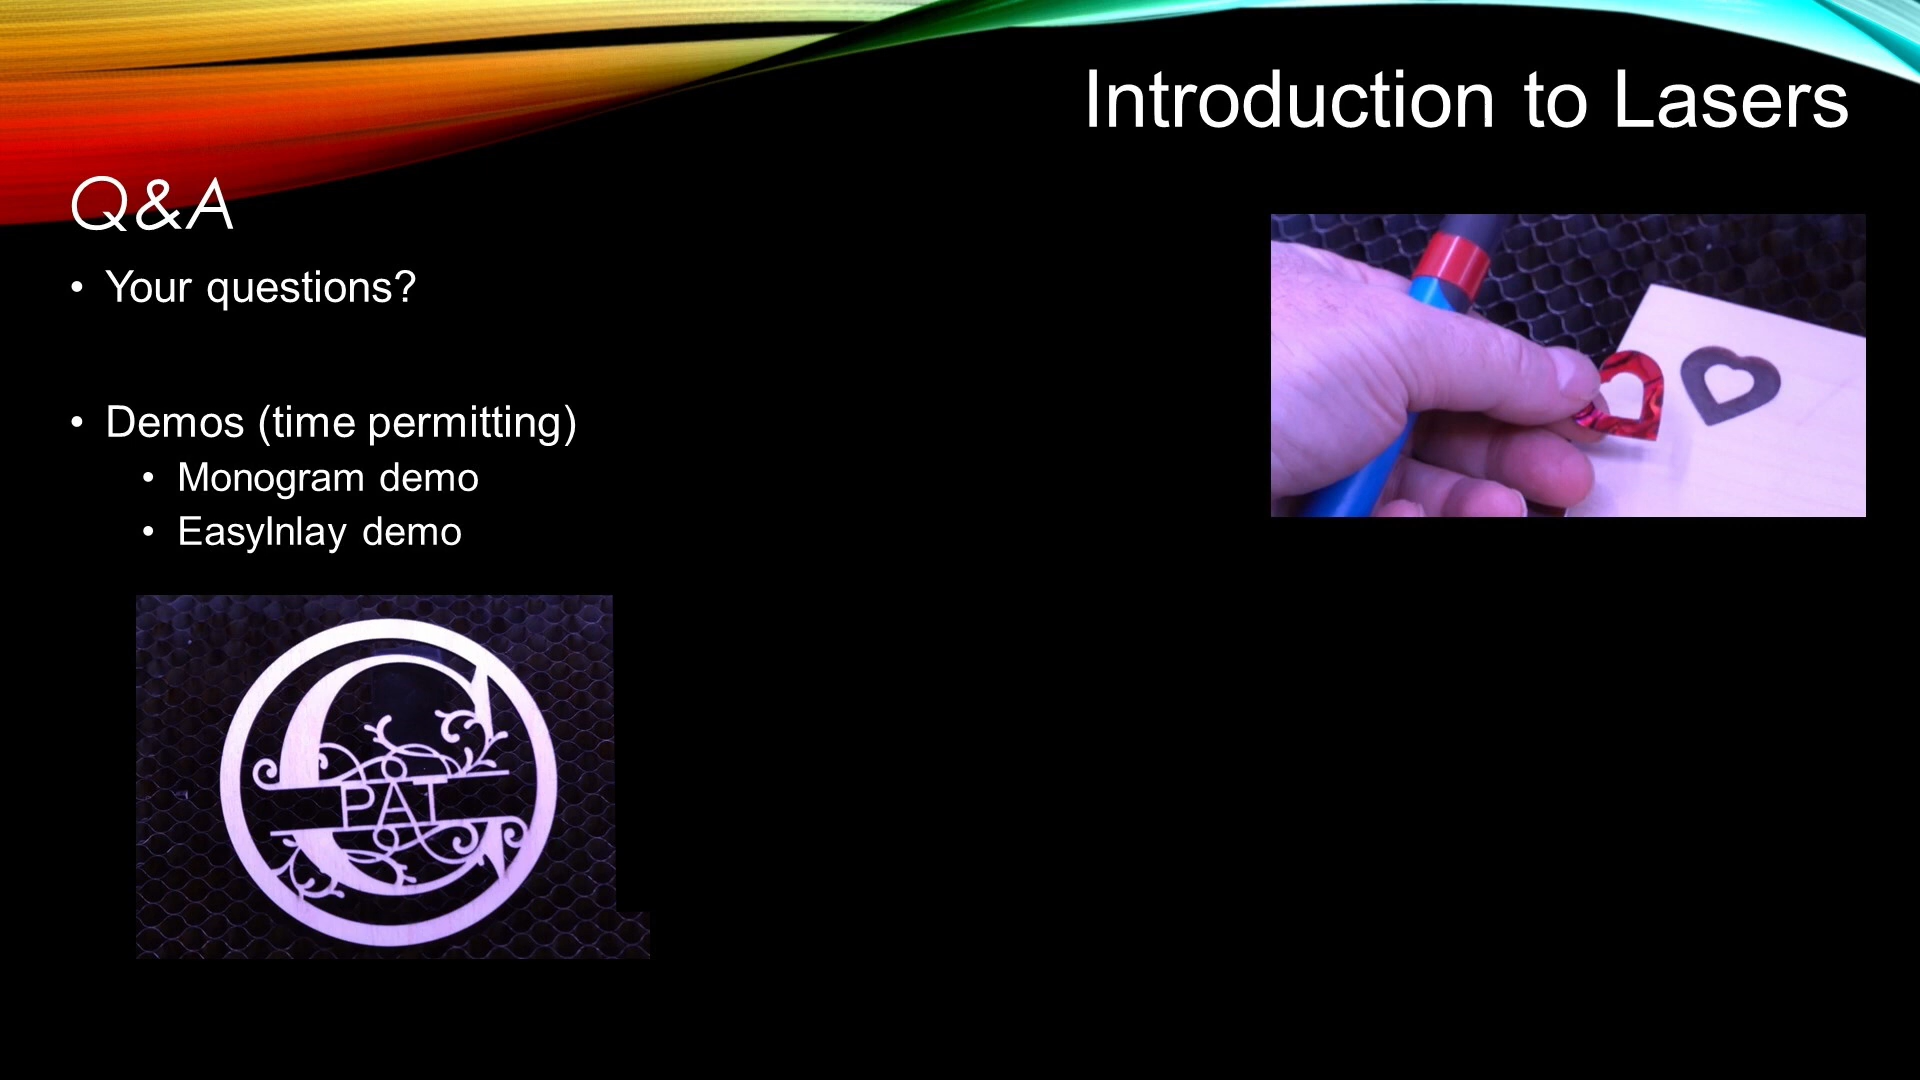 Introduction to Lasers
Q&A
• Your questions?
• Demos (time permitting)
• Monogram demo
• EasyInlay demo
PAT